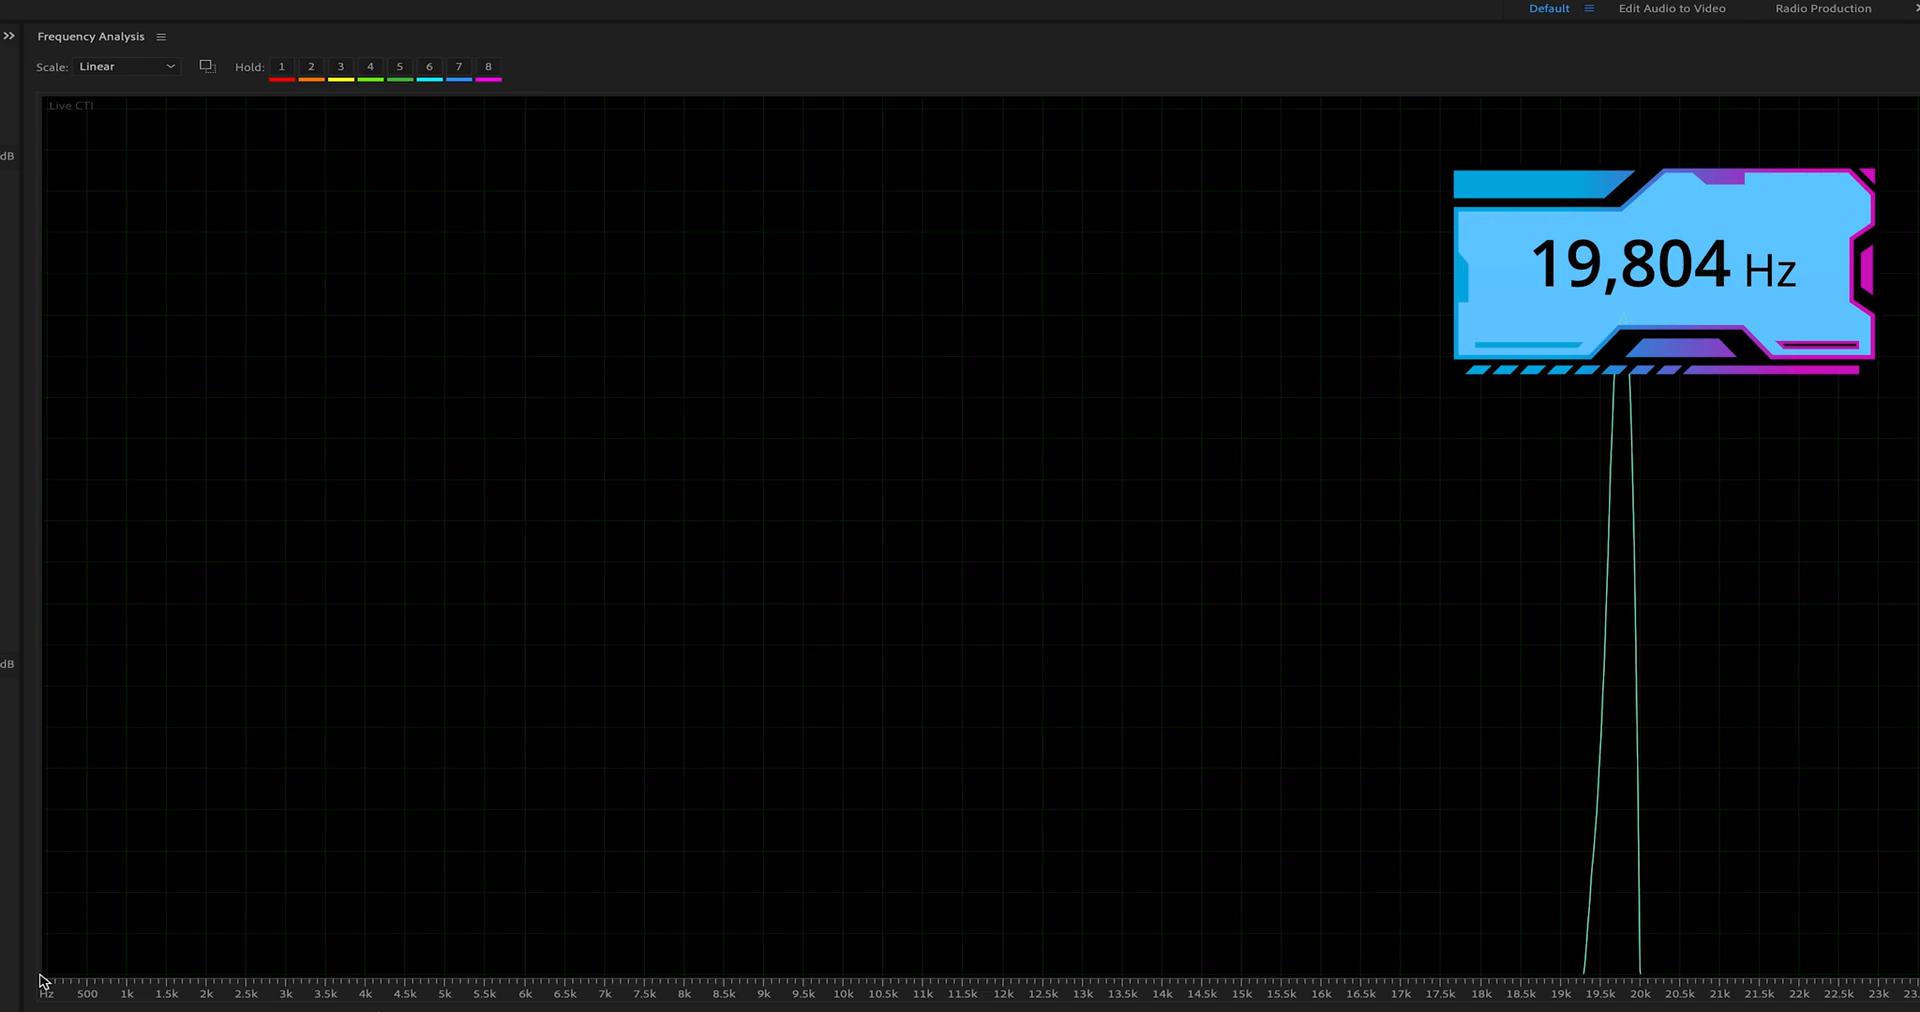 Default Edit Audio to Video Radio Production
Frequency Analysis
Scale: Linear Hold: 1 2 3 4 5 6 7 8
Live CTI
dB
19,804 Hz
dB
Hz 500 1k 1.5k 2k 2.5k 3k 3.5k 4k 4.5k 5k 5.5k 6k 6.5k 7k 7.5k 8k 8.5k 9k 9.5k 10k 10.5k 11k 11.5k 12k 12.5k 13k 13.5k 14k 14.5k 15k 15.5k 16k 16.5k 17k 17.5k 18k 18.5k 19k 19.5k 20k 20.5k 21k 21.5k 22k 22.5k 23k 23.